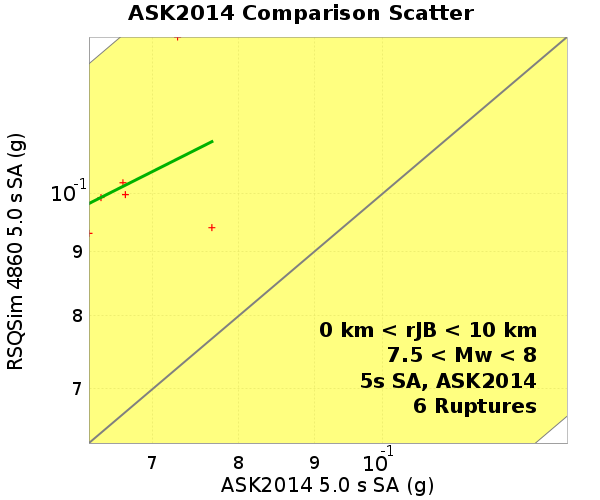 ASK2014 Comparison Scatter
RSQSim 4860 5.0 s SA (g)
10-1
9
8
7
0 km < rJB < 10 km
7.5 < Mw < 8
5s SA, ASK2014
6 Ruptures
7 8 9 10-1
ASK2014 5.0 s SA (g)